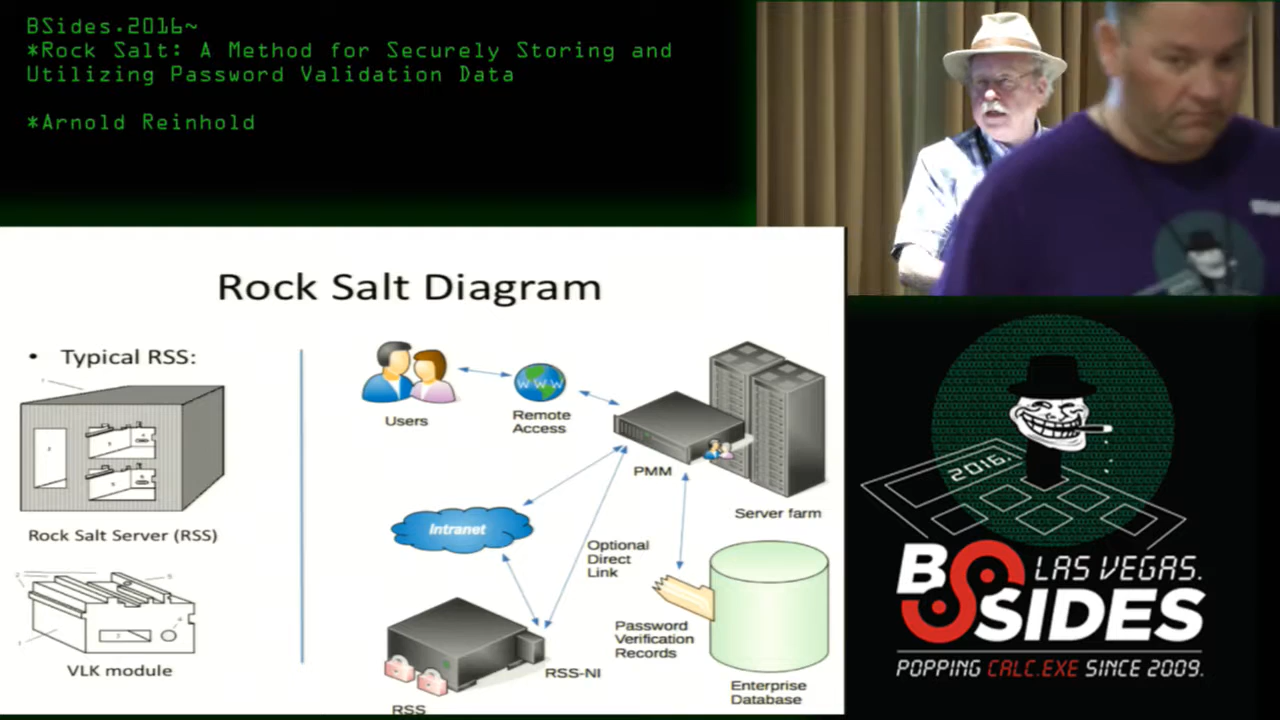 BSides.2016~
*Rock Salt: A Method for Securely Storing and
Utilizing Password Validation Data
*Arnold Reinhold
Rock Salt Diagram
• Typical RSS:
Rock Salt Server (RSS)
VLK module
Users
WWW
Remote
Access
PMM
Server farm
Intranet
Optional
Direct
Link
Password
Verification
Records
RSS-NI
RSS
Enterprise
Database
2016.
BSIDES
LAS VEGAS.
POPPING CALC.EXE SINCE 2009.